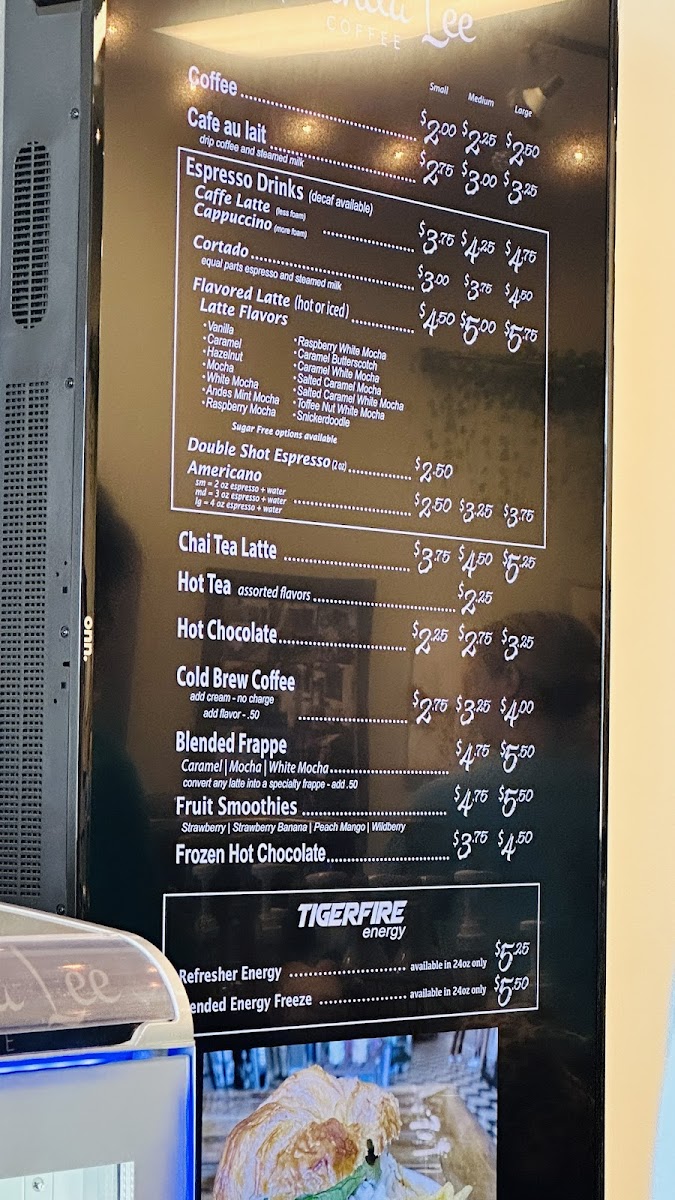 Lee
COFFEE
Small Medium Large
Coffee $2.00 $2.25 $2.50
Cafe au lait $2.75 $3.00 $3.25
drip coffee and steamed milk
Espresso Drinks (decaf available)
Caffe Latte (less foam)
Cappuccino (more foam) $3.75 $4.25 $4.75
Cortado $3.00 $3.75 $4.50
equal parts espresso and steamed milk
Flavored Latte (hot or iced) $4.50 $5.00 $5.75
Latte Flavors
•Vanilla
•Caramel
•Hazelnut
•Mocha
•White Mocha
•Andes Mint Mocha
•Raspberry Mocha
•Raspberry White Mocha
•Caramel Butterscotch
•Caramel White Mocha
•Salted Caramel Mocha
•Salted Caramel White Mocha
•Toffee Nut White Mocha
•Snickerdoodle
Sugar Free options available
Double Shot Espresso (2 oz) $2.50
Americano
sm = 2 oz espresso + water
md = 3 oz espresso + water $2.50 $3.25 $3.75
lg = 4 oz espresso + water
Chai Tea Latte $3.75 $4.50 $5.25
Hot Tea assorted flavors $2.25
Hot Chocolate $2.25 $2.75 $3.25
Cold Brew Coffee
add cream - no charge
add flavor - .50 $2.75 $3.25 $4.00
Blended Frappe
Caramel | Mocha | White Mocha $4.75 $5.50
convert any latte into a specialty frappe - add .50
Fruit Smoothies $4.75 $5.50
Strawberry | Strawberry Banana | Peach Mango | Wildberry
Frozen Hot Chocolate $3.75 $4.50
TIGERFIRE
energy
Refresher Energy available in 24oz only $5.25
ended Energy Freeze available in 24oz only $5.50
onn.
Lee
E